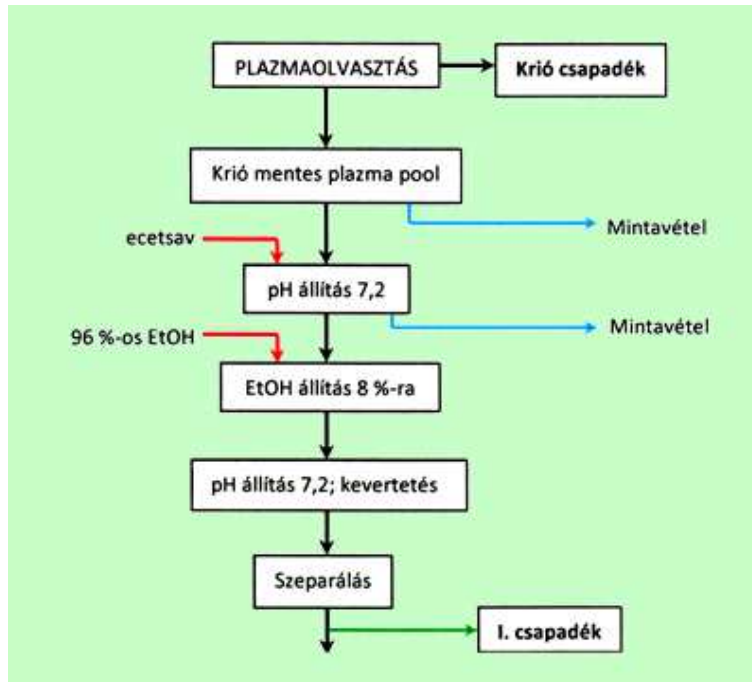 PLAZMAOLVASZTÁS
Krió csapadék
Krió mentes plazma pool
Mintavétel
ecetsav
pH állítás 7,2
Mintavétel
96 %-os EtOH
EtOH állítás 8 %-ra
pH állítás 7,2; kevertetés
Szeparálás
I. csapadék